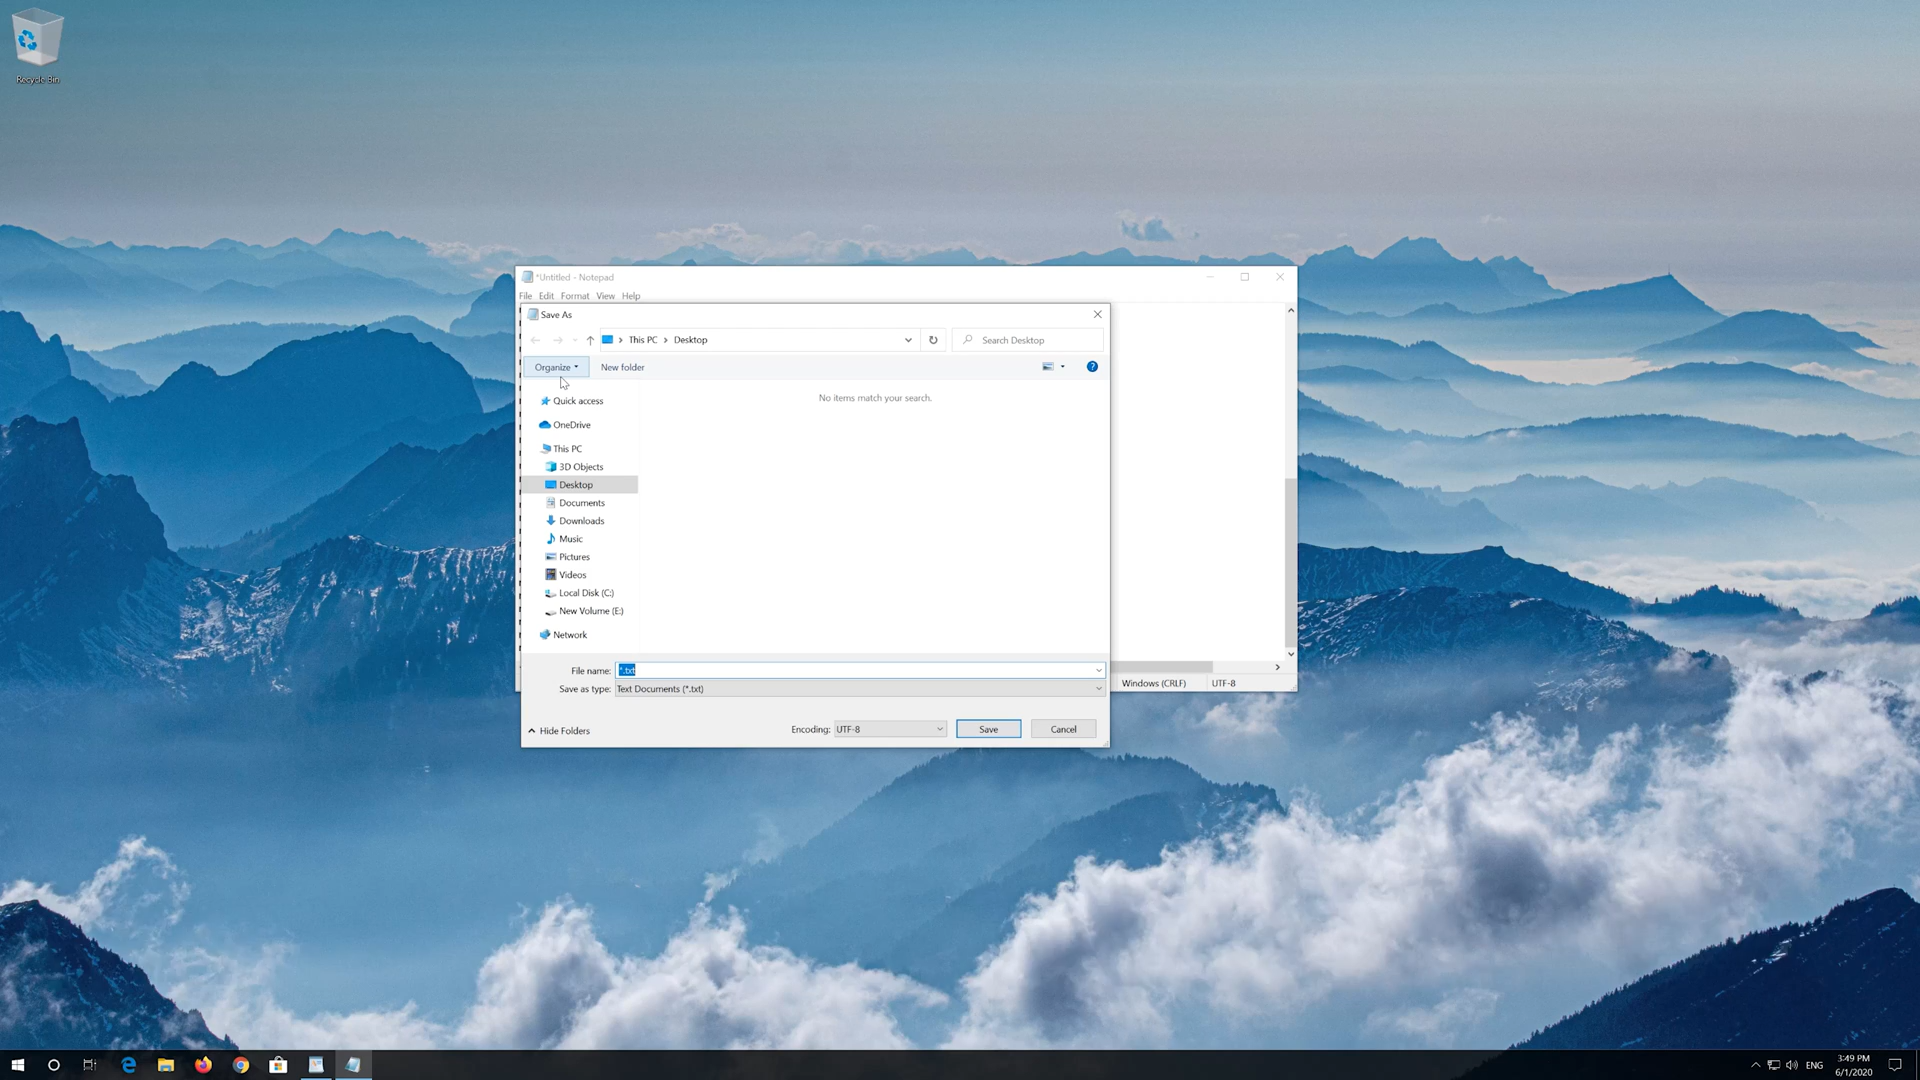 Recycle Bin
*Untitled - Notepad
File Edit Format View Help
Save As
This PC > Desktop
Search Desktop
Organize New folder
?
No items match your search.
Quick access
OneDrive
This PC
3D Objects
Desktop
Documents
Downloads
Music
Pictures
Videos
Local Disk (C:)
New Volume (E:)
Network
File name: *.txt
Save as type: Text Documents (*.txt)
Hide Folders
Encoding: UTF-8
Save
Cancel
Windows (CRLF) UTF-8
ENG
3:49 PM
6/1/2020